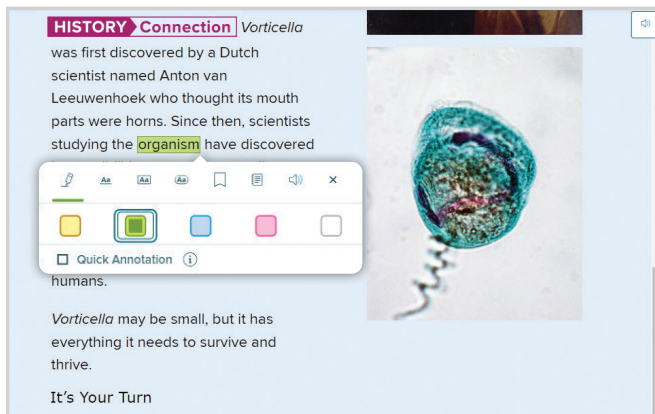 HISTORY Connection Vorticella
was first discovered by a Dutch
scientist named Anton van
Leeuwenhoek who thought its mouth
parts were horns. Since then, scientists
studying the organism have discovered
Aa Aa Aa
Quick Annotation i
humans.
Vorticella may be small, but it has
everything it needs to survive and
thrive.
It's Your Turn